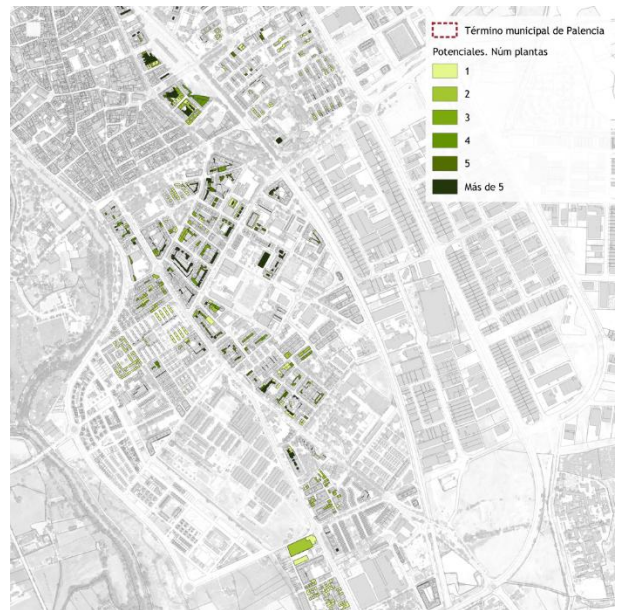 Término municipal de Palencia
Potenciales. Núm plantas
1
2
3
4
5
Más de 5